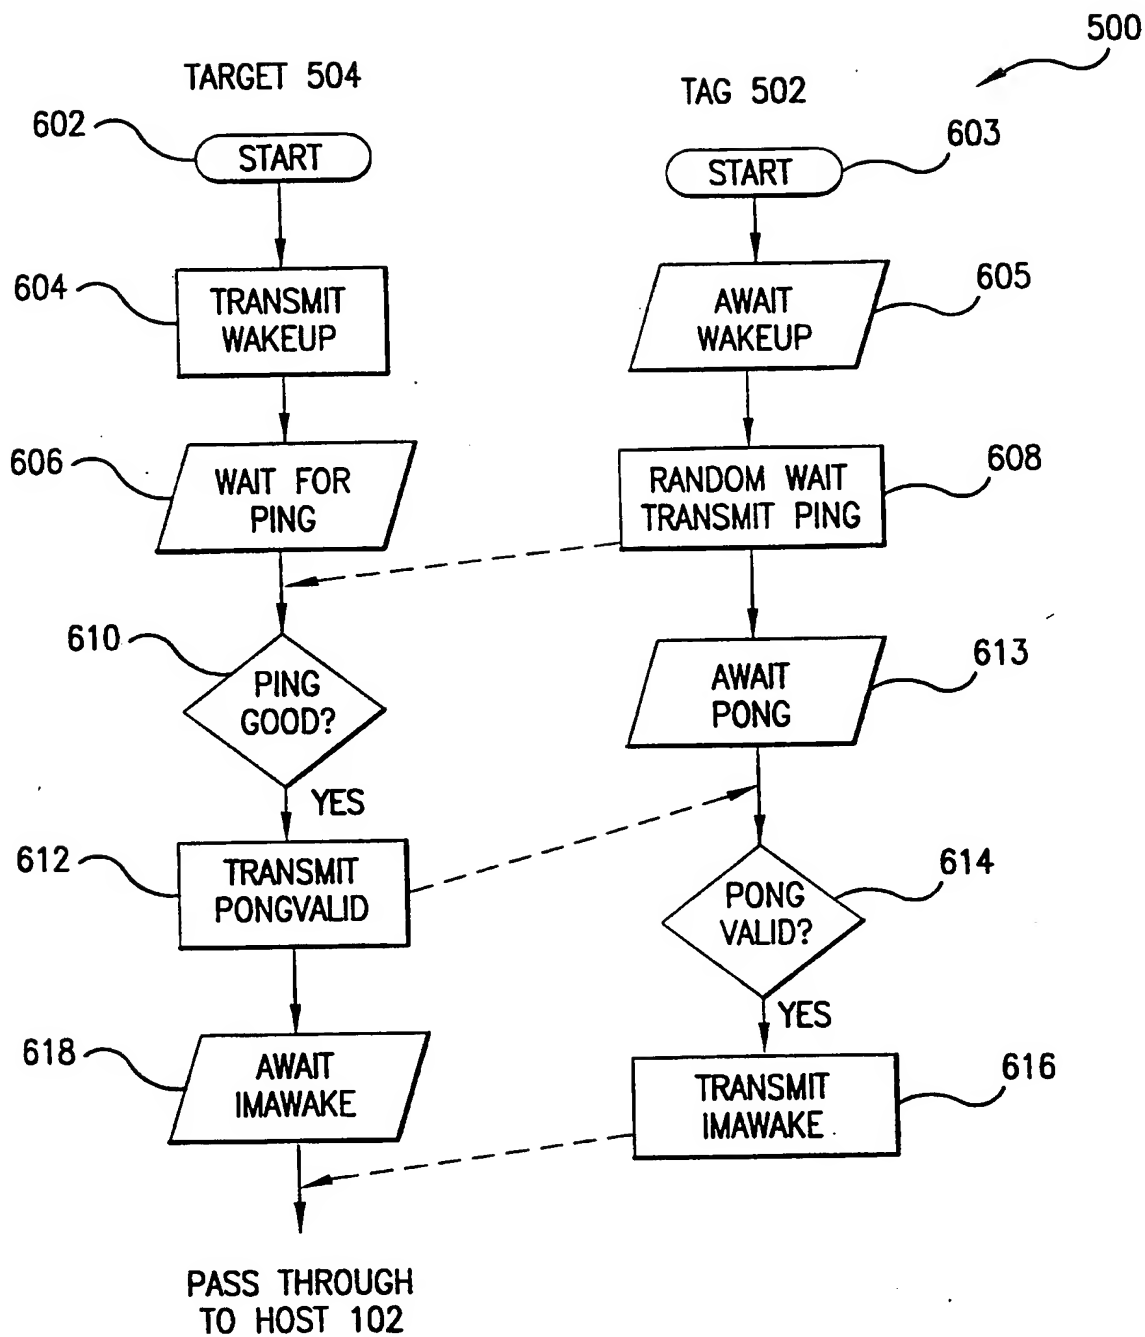 500
TARGET 504
TAG 502
602
START
603
START
604
TRANSMIT
WAKEUP
605
AWAIT
WAKEUP
606
WAIT FOR
PING
608
RANDOM WAIT
TRANSMIT PING
610
PING
GOOD?
613
AWAIT
PONG
YES
612
TRANSMIT
PONGVALID
614
PONG
VALID?
YES
618
AWAIT
IMAWAKE
616
TRANSMIT
IMAWAKE
PASS THROUGH
TO HOST 102